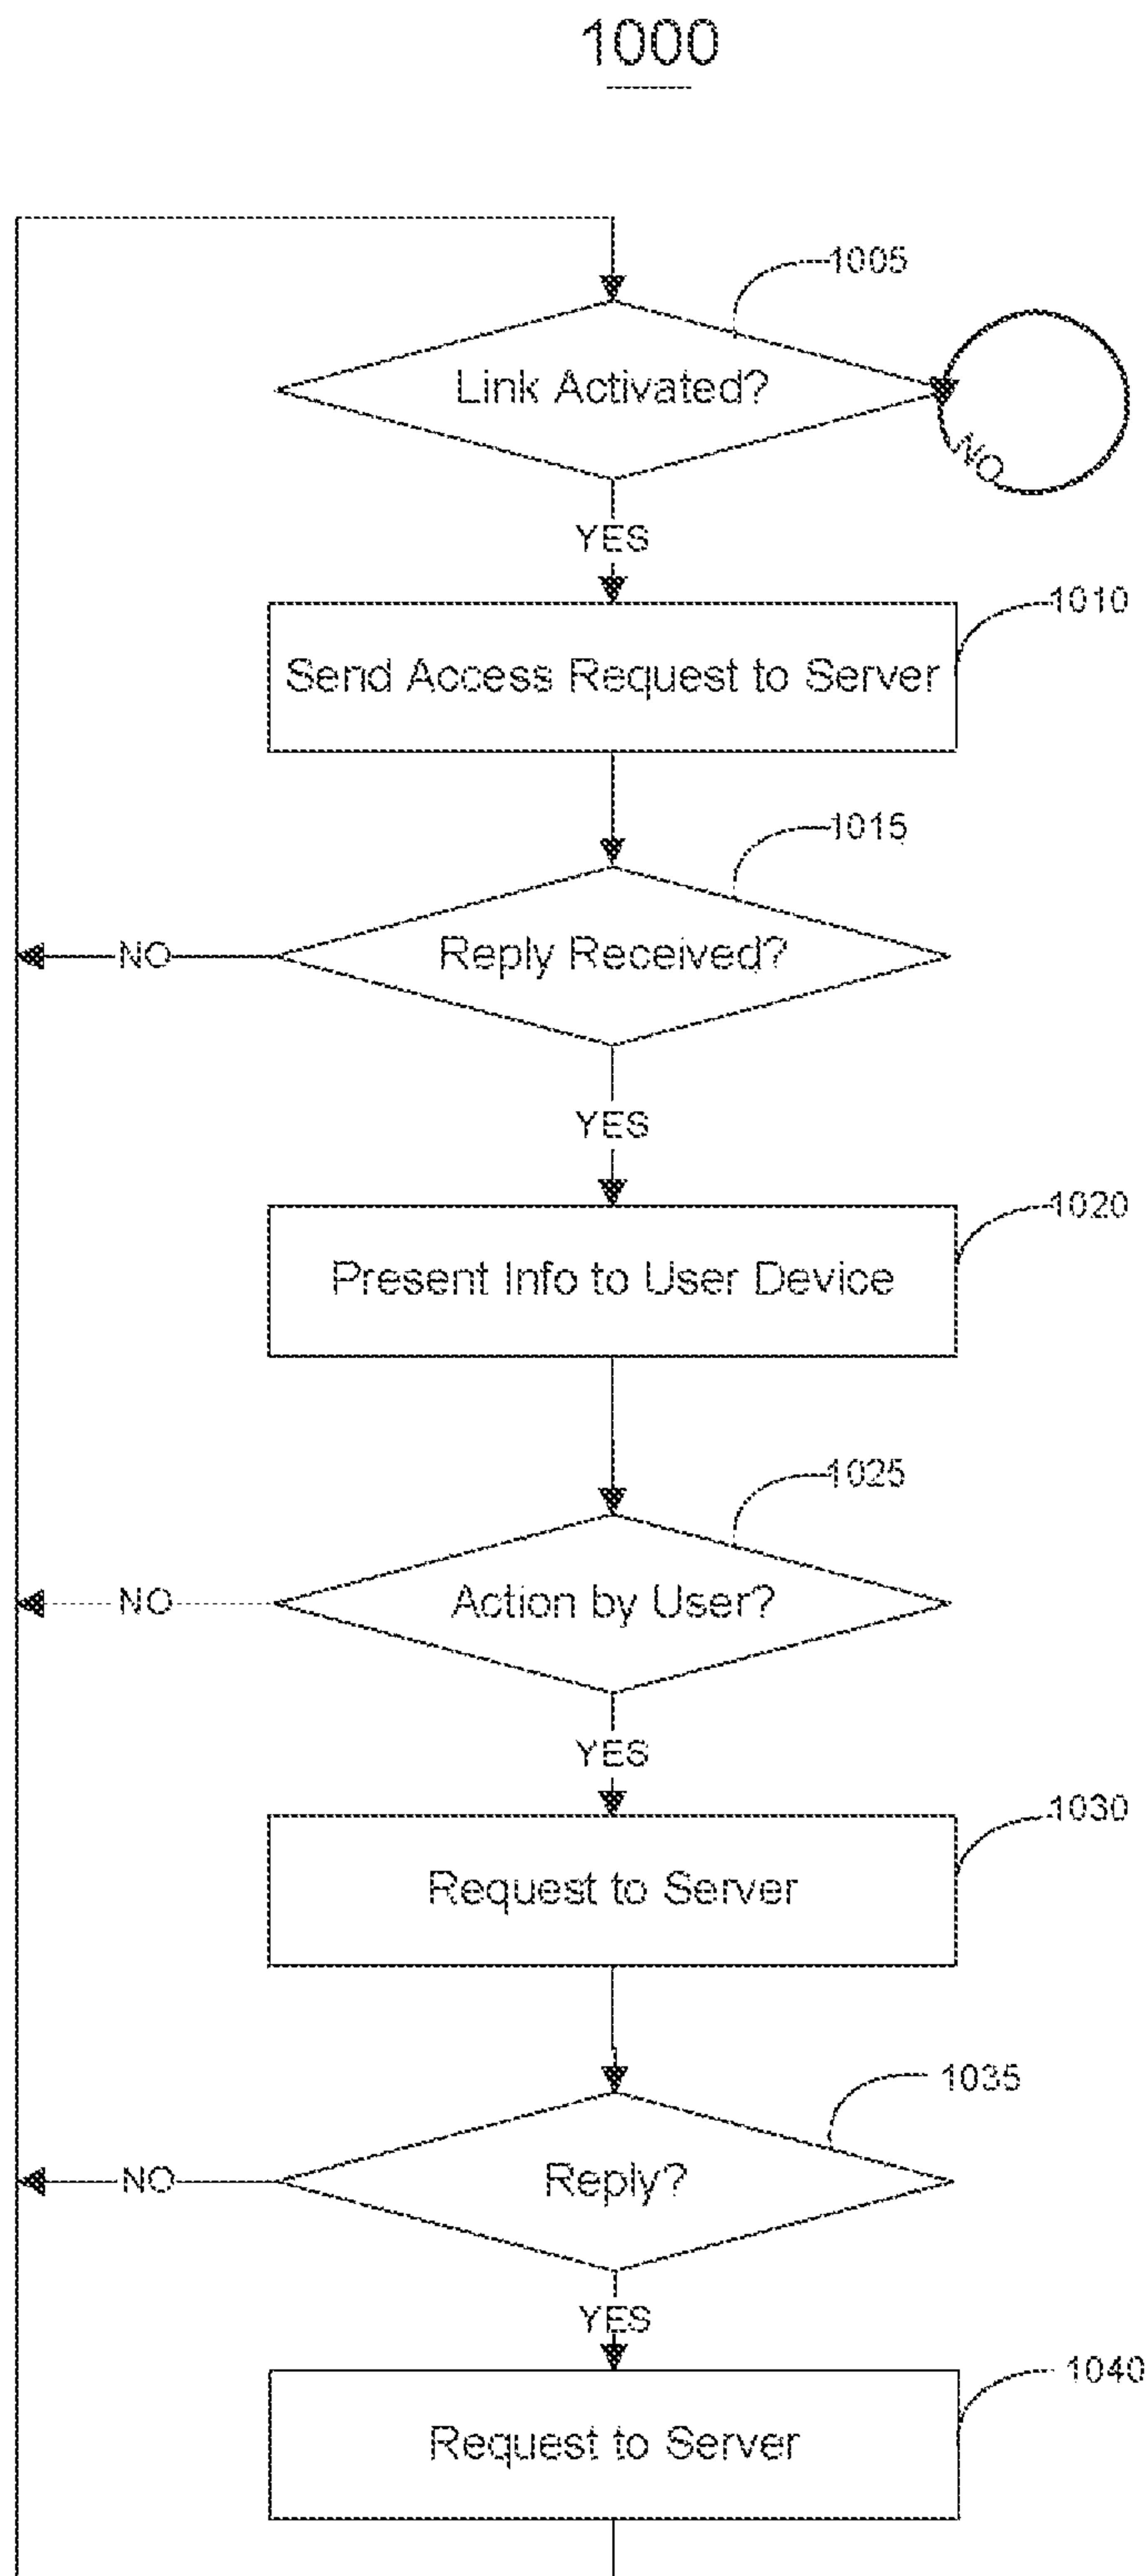 1000
1005
Link Activated?
NO
YES
1010
Send Access Request to Server
1015
Reply Received?
NO
YES
1020
Present Info to User Device
1025
Action by User?
NO
YES
1030
Request to Server
1035
Reply?
NO
YES
1040
Request to Server